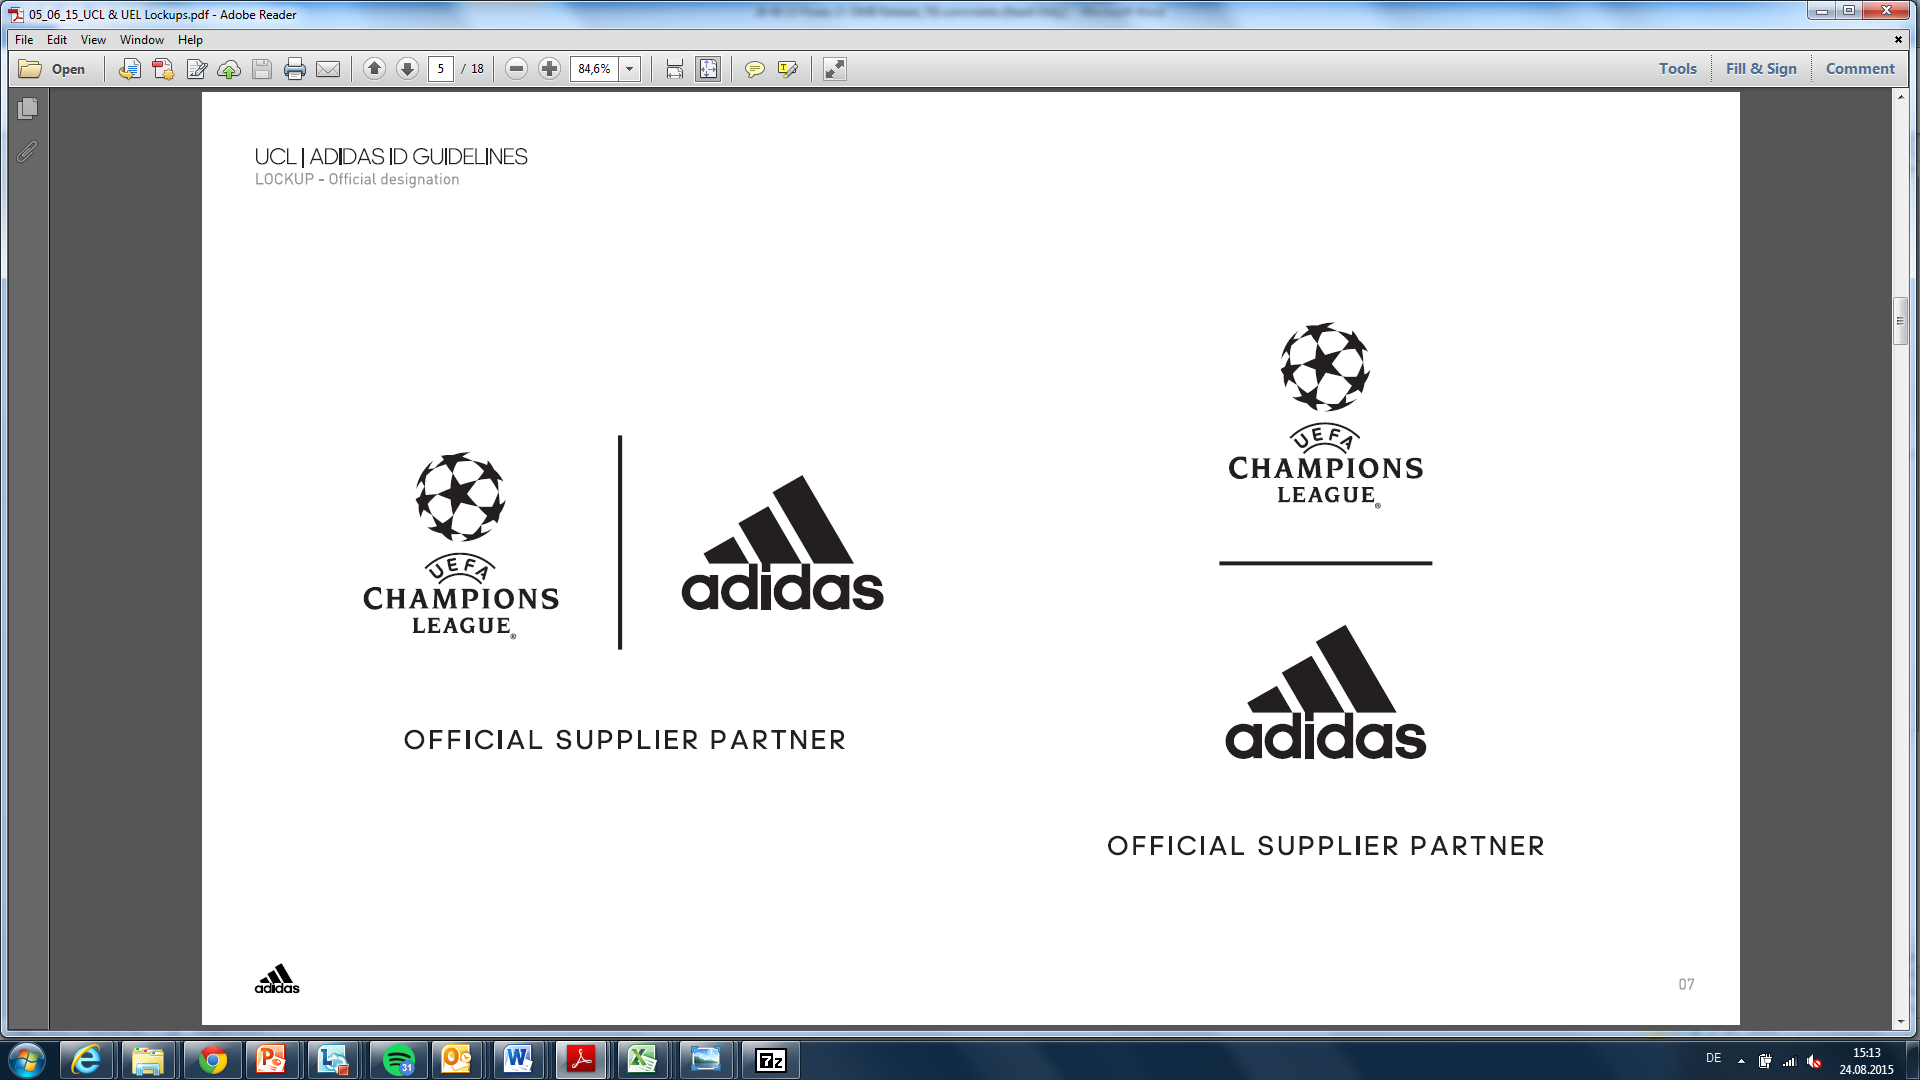 05_06_15_UCL & UEL Lockups.pdf - Adobe Reader
File Edit View Window Help
Open 5 / 18 84,6% Tools Fill & Sign Comment
UCL | ADIDAS ID GUIDELINES
LOCKUP - Official designation
UEFA
CHAMPIONS
LEAGUE®
adidas
OFFICIAL SUPPLIER PARTNER
UEFA
CHAMPIONS
LEAGUE®
adidas
OFFICIAL SUPPLIER PARTNER
adidas
07
31
7z
DE
15:13
24.08.2015